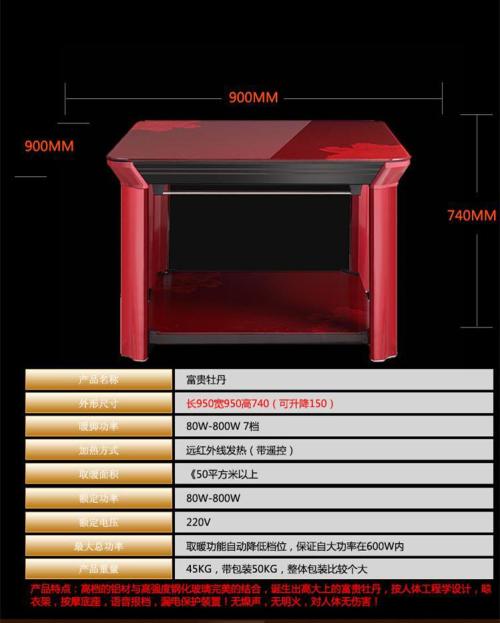 900MM
900MM
740MM
产品名称 富贵牡丹
外形尺寸 长950宽950高740（可升降150）
暖脚功率 80W-800W 7档
加热方式 远红外线发热（带遥控）
取暖面积 《50平方米以上
额定功率 80W-800W
额定电压 220V
最大总功率 取暖功能自动降低档位，保证自大功率在600W内
产品重量 45KG，带包装50KG，整体包装比较个大
产品特点：高档的铝材与高强度钢化玻璃完美的结合，诞生出高大上的富贵牡丹，按人体工程学设计，晾
衣架，按摩底座，语音报档，漏电保护装置！无燥声，无明火，对人体无伤害！